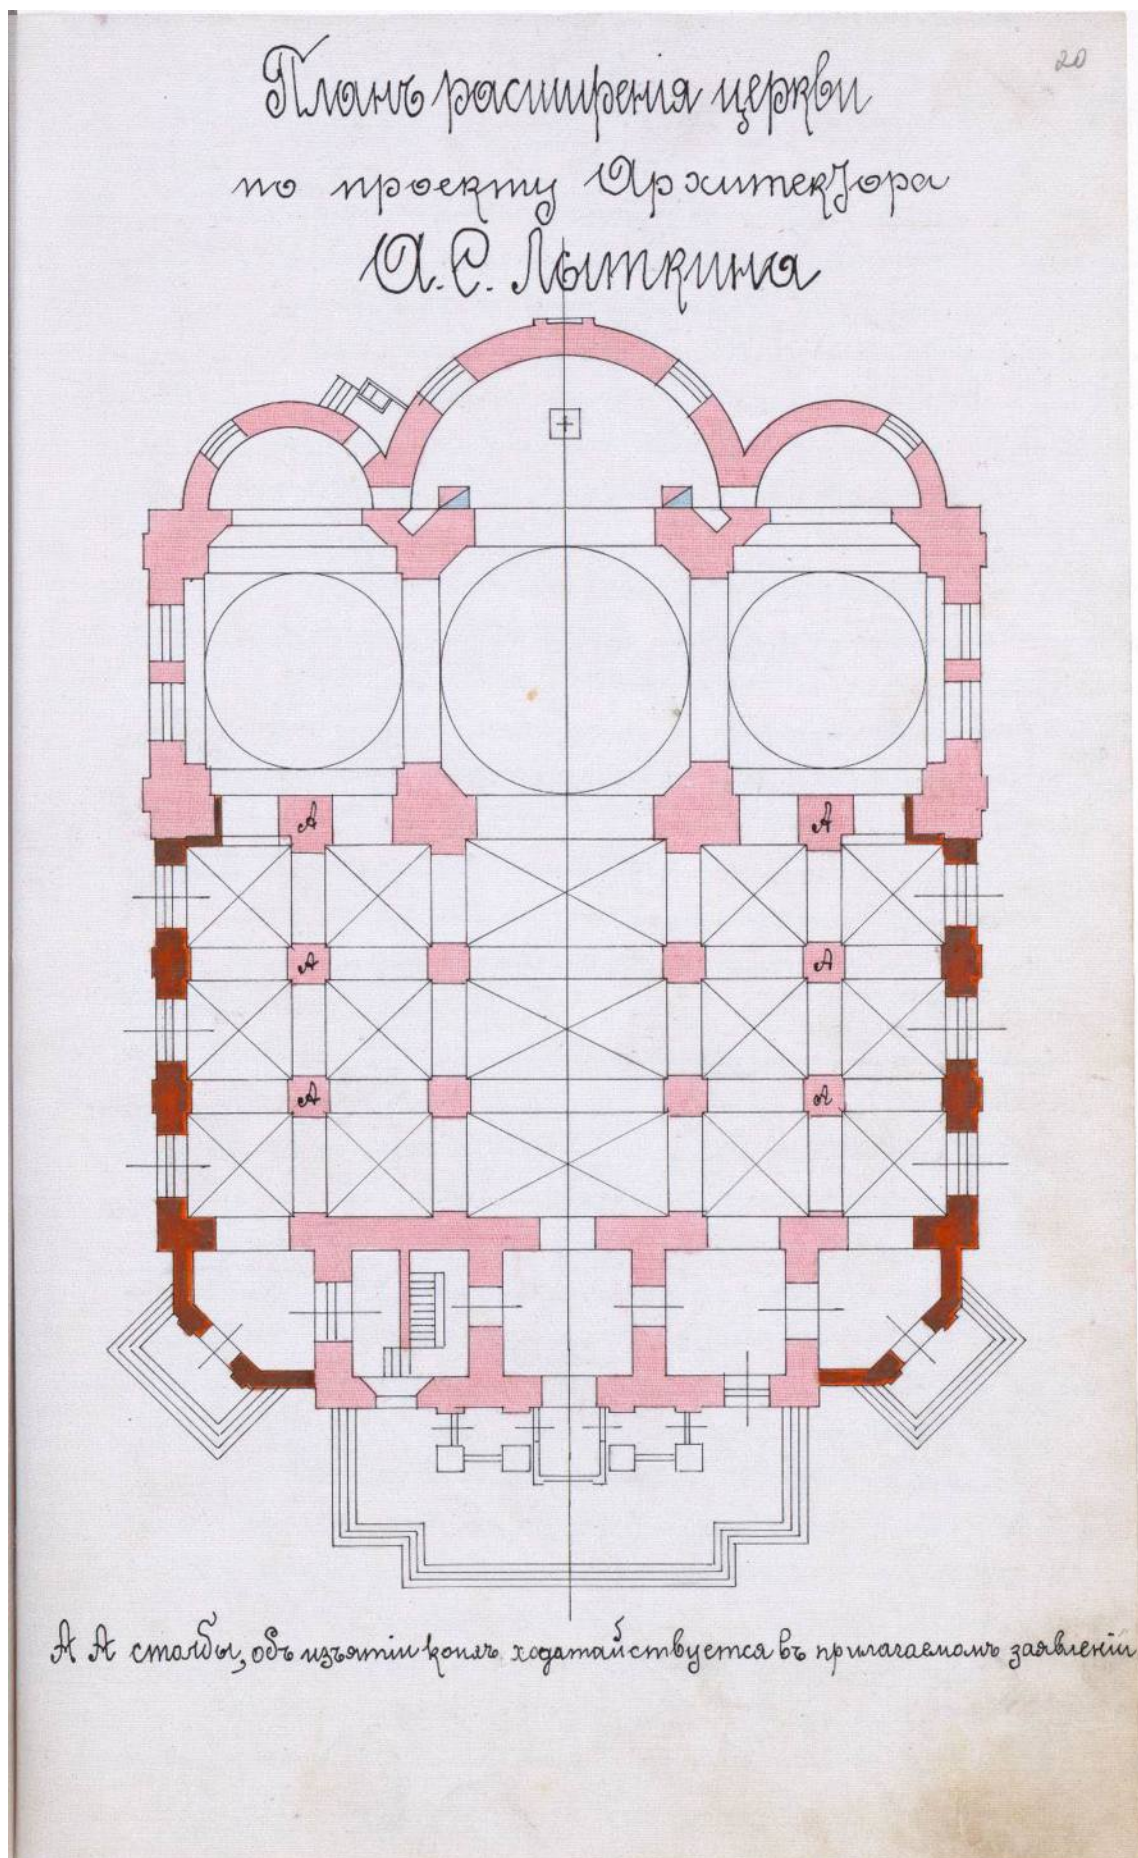 20
Планъ расширенія церкви
по проекту Архитектора
А. С. Лыткина
А
А
А
А
А
А
А А столбы, объ изъятіи коихъ ходатайствуется въ прилагаемомъ заявленіи